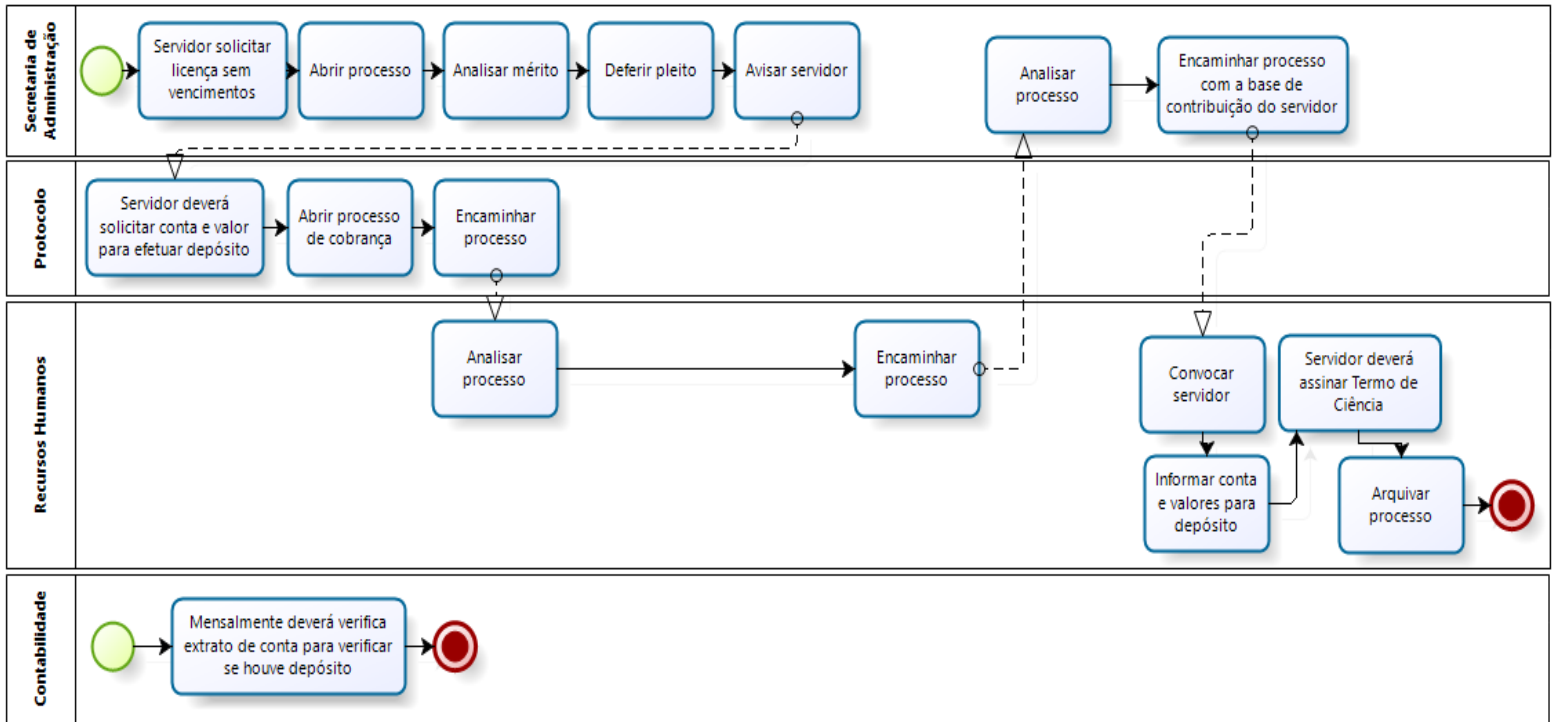 Secretaria de
Administração
Servidor solicitar
licença sem
vencimentos
Abrir processo
Analisar mérito
Deferir pleito
Avisar servidor
Analisar
processo
Encaminhar processo
com a base de
contribuição do servidor
Protocolo
Servidor deverá
solicitar conta e valor
para efetuar depósito
Abrir processo
de cobrança
Encaminhar
processo
Recursos Humanos
Analisar
processo
Encaminhar
processo
Convocar
servidor
Informar conta
e valores para
depósito
Servidor deverá
assinar Termo de
Ciência
Arquivar
processo
Contabilidade
Mensalmente deverá verifica
extrato de conta para verificar
se houve depósito